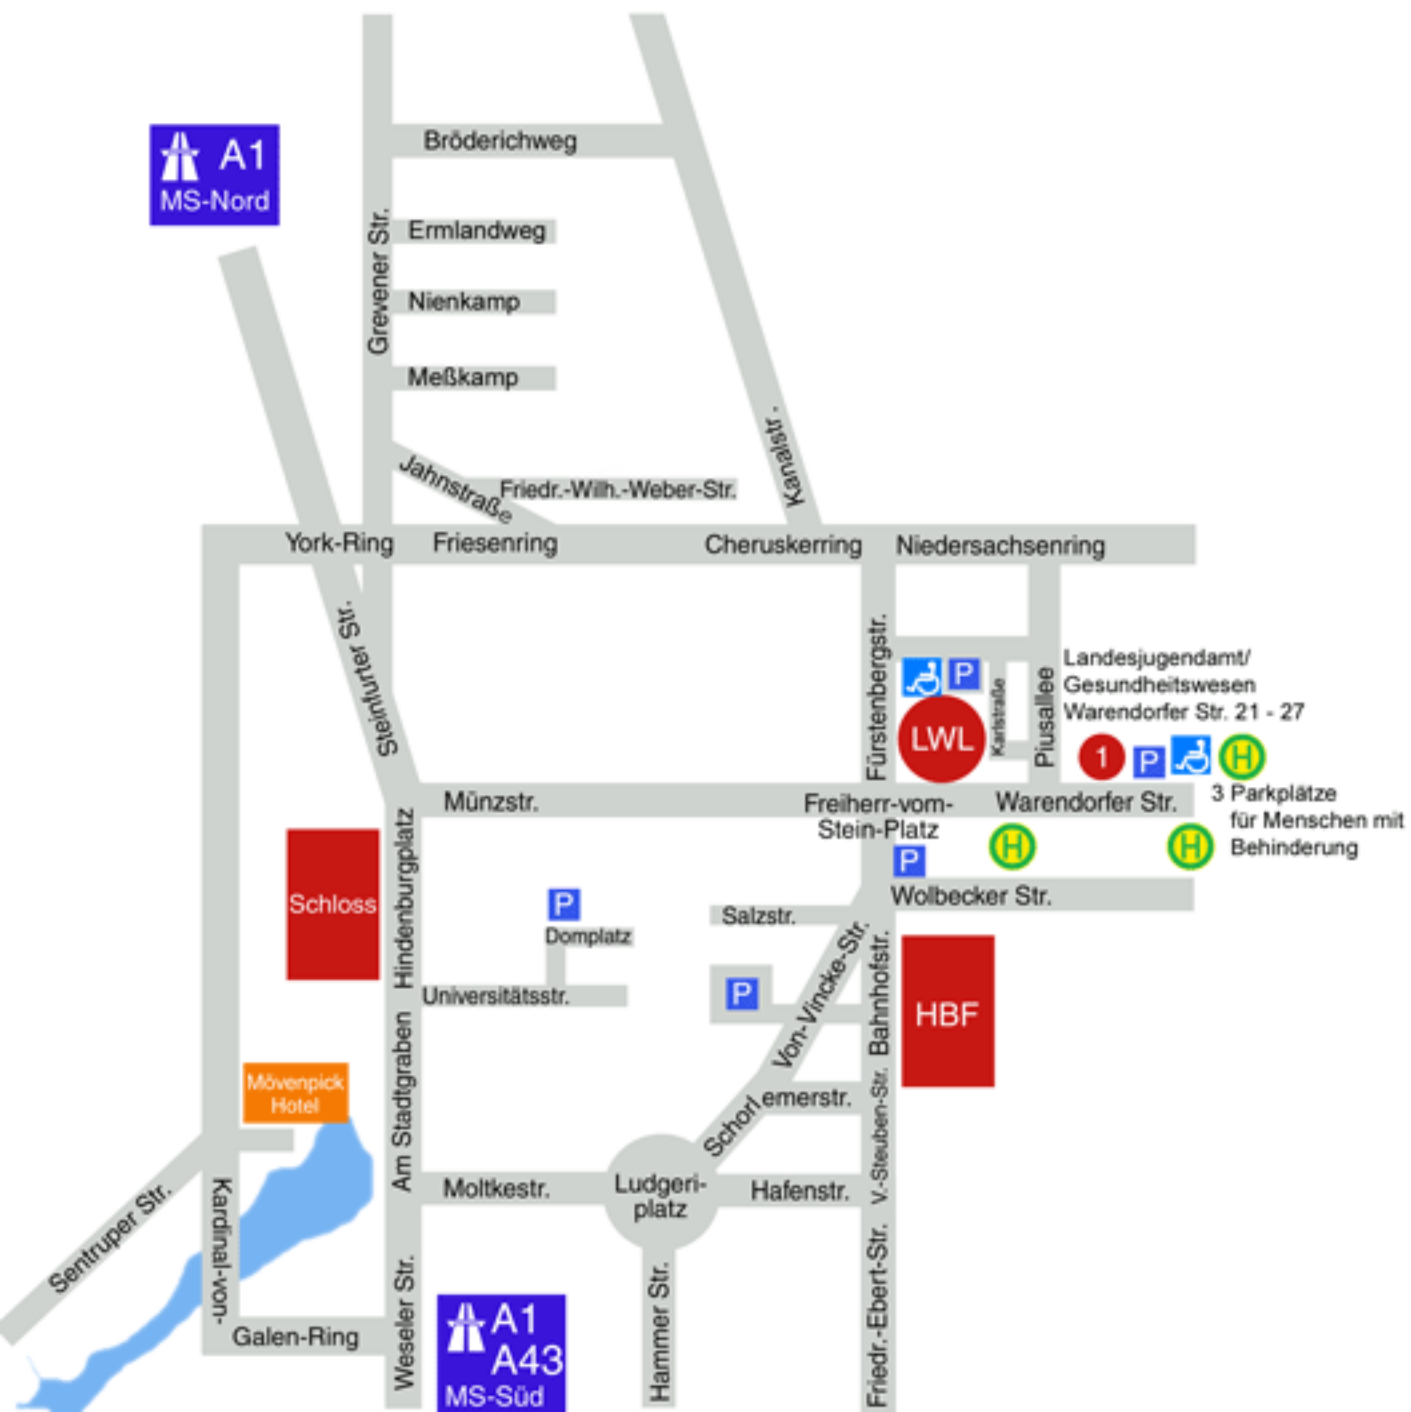 A1
MS-Nord
Bröderichweg
Grevener Str.
Ermlandweg
Nienkamp
Meßkamp
Kanalstr.
Jahnstraße
Friedr.-Wilh.-Weber-Str.
York-Ring
Friesenring
Cheruskerring
Niedersachsenring
Steinfurter Str.
Fürstenbergstr.
P
LWL
Karlstraße
Piusallee
Landesjugendamt/
Gesundheitswesen
Warendorfer Str. 21 - 27
1
P
H
3 Parkplätze
für Menschen mit
Behinderung
Münzstr.
Freiherr-vom-
Stein-Platz
Warendorfer Str.
H
H
P
Wolbecker Str.
Schloss
Hindenburgplatz
P
Domplatz
Salzstr.
Universitätsstr.
P
Von-Vincke-Str.
Bahnhofstr.
HBF
Mövenpick
Hotel
Am Stadtgraben
Schorlemerstr.
V.-Steuben-Str.
Moltkestr.
Ludgeri-
platz
Hafenstr.
Sentruper Str.
Kardinal-von-
Galen-Ring
Weseler Str.
A1
A43
MS-Süd
Hammer Str.
Friedr.-Ebert-Str.